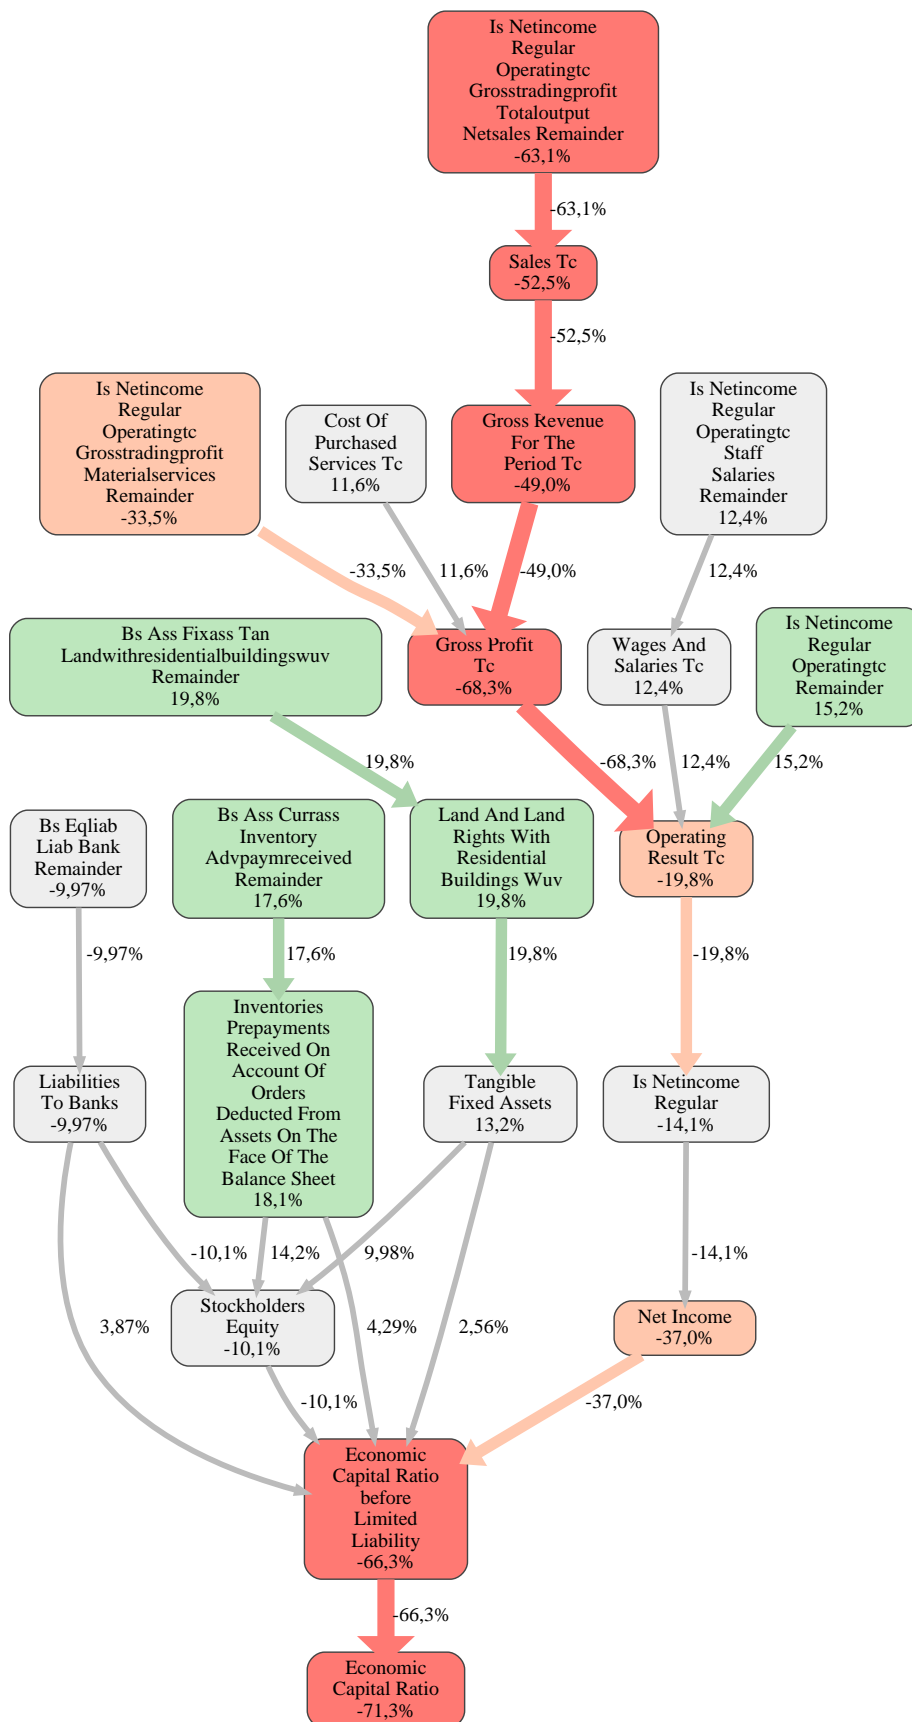 Is Netincome
Regular
Operatingtc
Grosstradingprofit
Totaloutput
Netsales Remainder
-63,1%
-63,1%
Sales Tc
-52,5%
-52,5%
Is Netincome
Regular
Operatingtc
Grosstradingprofit
Materialservices
Remainder
-33,5%
Cost Of
Purchased
Services Tc
11,6%
Gross Revenue
For The
Period Tc
-49,0%
Is Netincome
Regular
Operatingtc
Staff
Salaries
Remainder
12,4%
-33,5%
11,6%
-49,0%
12,4%
Bs Ass Fixass Tan
Landwithresidentialbuildingswuv
Remainder
19,8%
Gross Profit
Tc
-68,3%
Wages And
Salaries Tc
12,4%
Is Netincome
Regular
Operatingtc
Remainder
15,2%
19,8%
-68,3%
12,4%
15,2%
Bs Eqliab
Liab Bank
Remainder
-9,97%
Bs Ass Currass
Inventory
Advpaymreceived
Remainder
17,6%
Land And Land
Rights With
Residential
Buildings Wuv
19,8%
Operating
Result Tc
-19,8%
-9,97%
17,6%
19,8%
-19,8%
Liabilities
To Banks
-9,97%
Inventories
Prepayments
Received On
Account Of
Orders
Deducted From
Assets On The
Face Of The
Balance Sheet
18,1%
Tangible
Fixed Assets
13,2%
Is Netincome
Regular
-14,1%
-10,1%
14,2%
9,98%
-14,1%
3,87%
Stockholders
Equity
-10,1%
4,29%
2,56%
Net Income
-37,0%
-10,1%
-37,0%
Economic
Capital Ratio
before
Limited
Liability
-66,3%
-66,3%
Economic
Capital Ratio
-71,3%